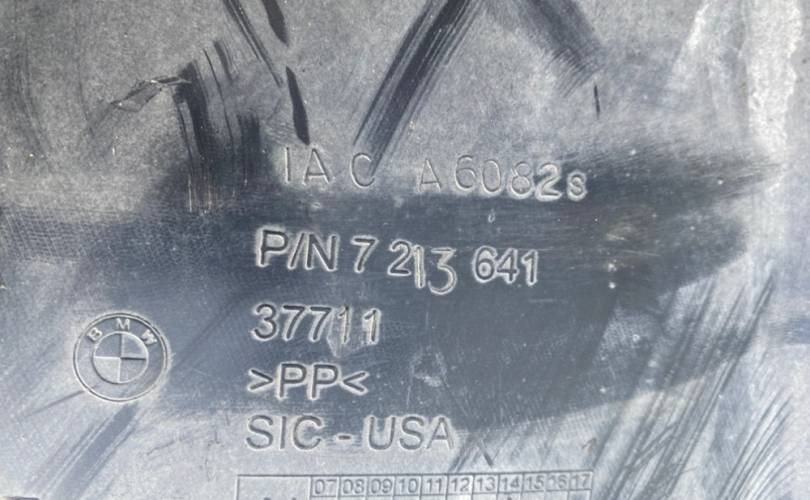 IAC A6082s
P/N 7 213 641
37711
BMW
>PP<
SIC - USA
07 08 09 10 11 12 13 14 15 16 17